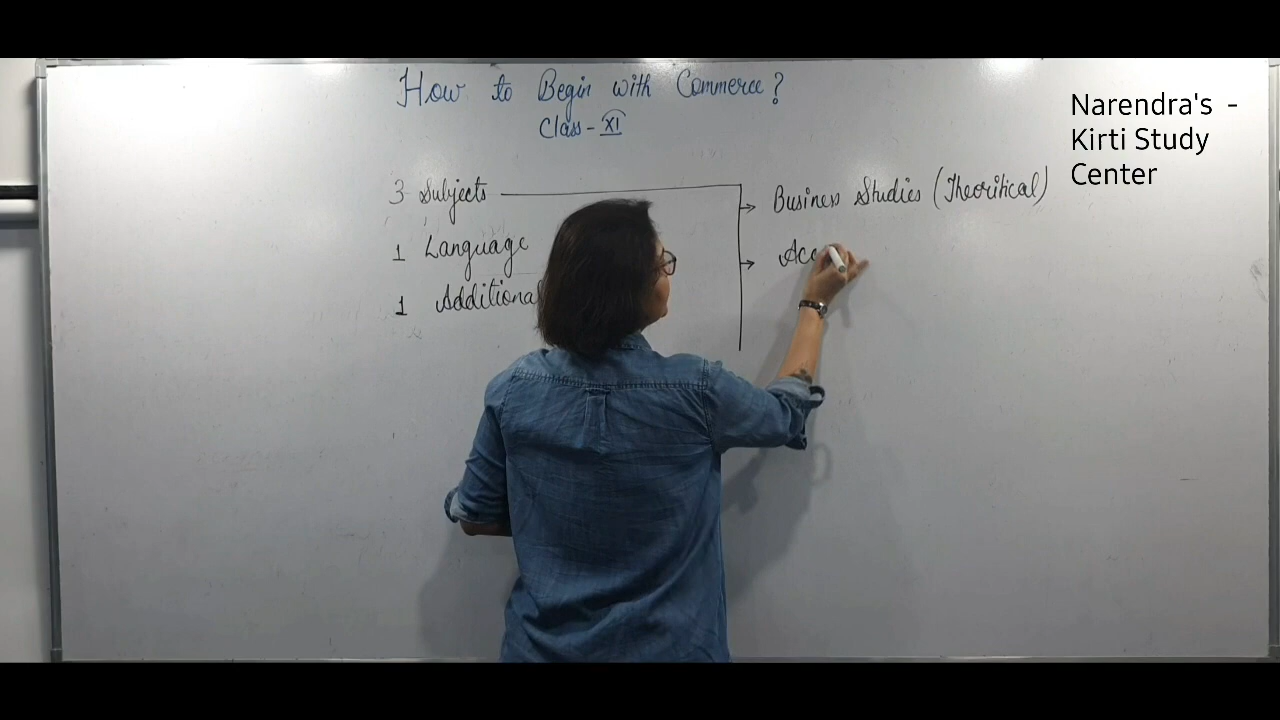 How to Begin with Commerce?
Class - XI
3 Subjects
1 Language
1 Additional
Business Studies (Theoritical)
Acc
Narendra's -
Kirti Study
Center